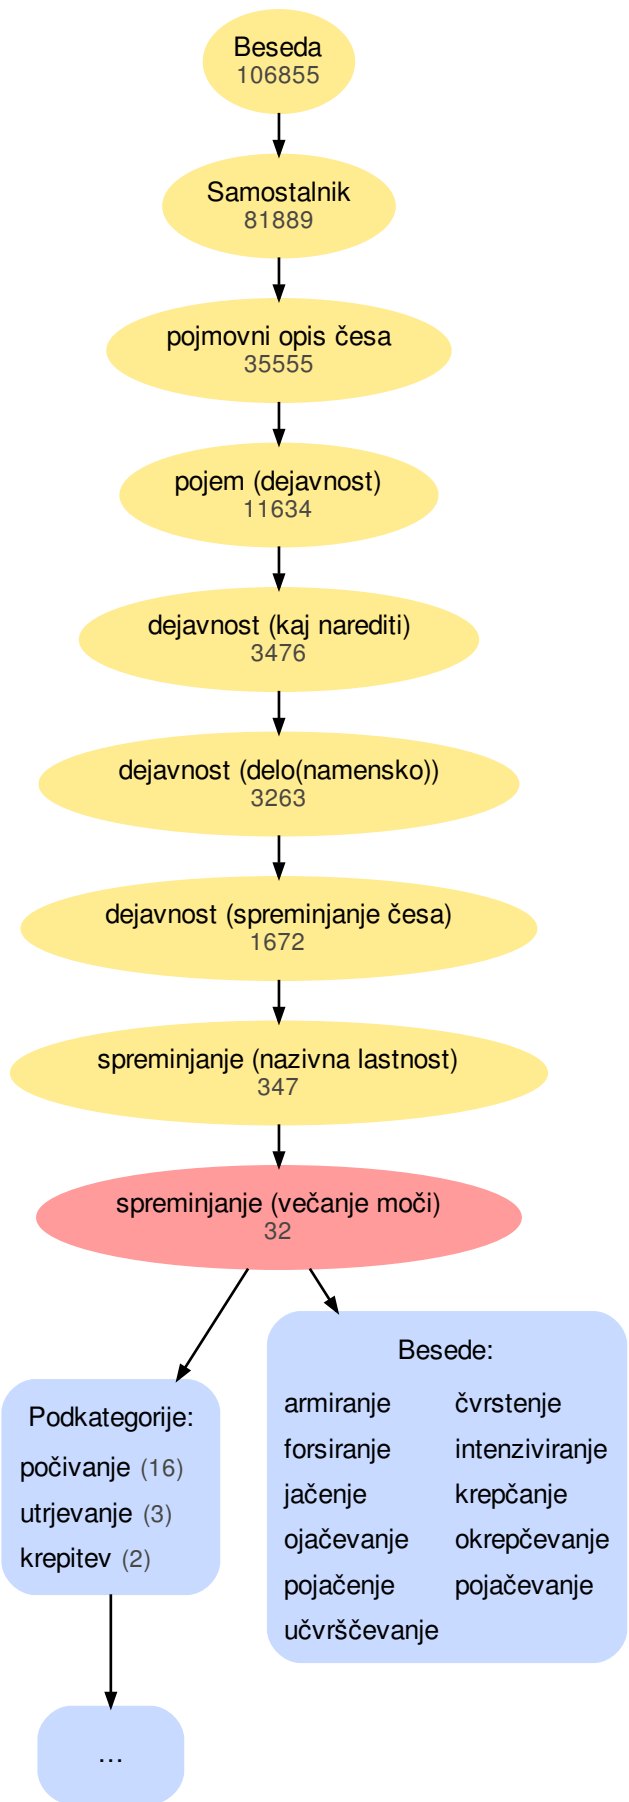 Beseda
106855
Samostalnik
81889
pojmovni opis česa
35555
pojem (dejavnost)
11634
dejavnost (kaj narediti)
3476
dejavnost (delo(namensko))
3263
dejavnost (spreminjanje česa)
1672
spreminjanje (nazivna lastnost)
347
spreminjanje (večanje moči)
32
Podkategorije:
počivanje (16)
utrjevanje (3)
krepitev (2)
...
Besede:
armiranje čvrstenje
forsiranje intenziviranje
jačenje krepčanje
ojačevanje okrepčevanje
pojačenje pojačevanje
učvrščevanje